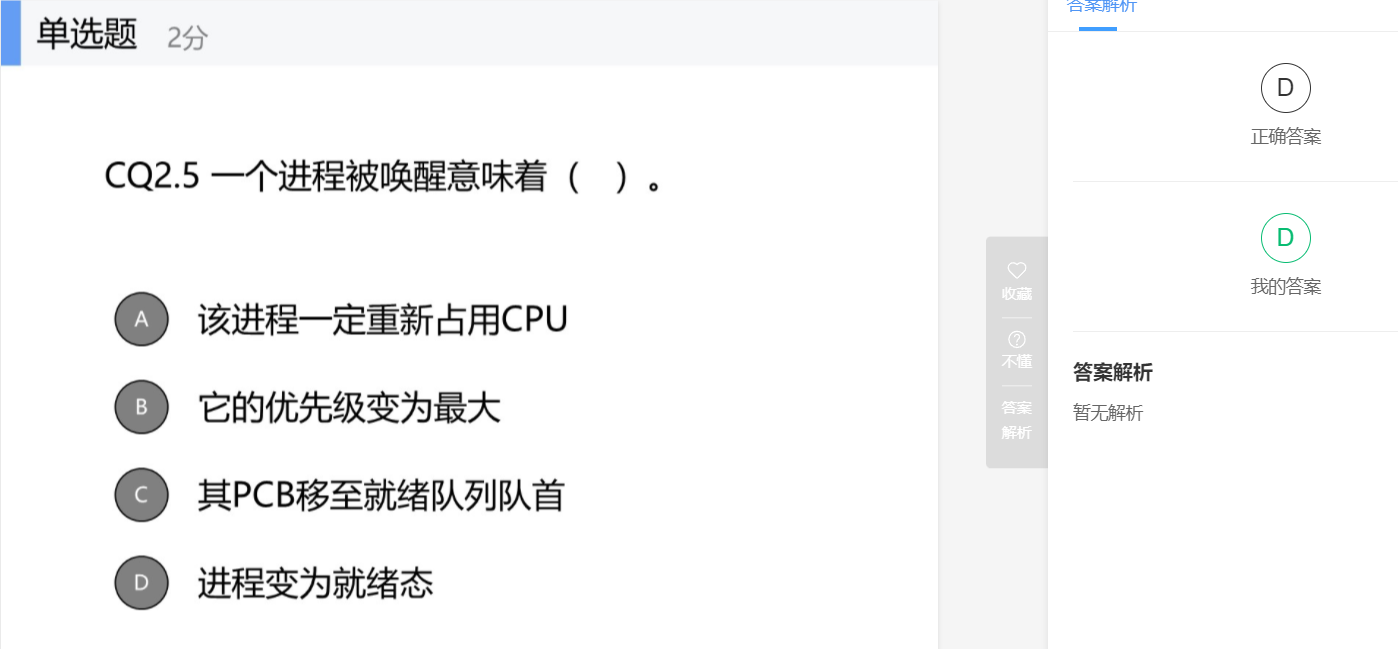 单选题 2分
CQ2.5 一个进程被唤醒意味着（ ）。
A 该进程一定重新占用CPU
B 它的优先级变为最大
C 其PCB移至就绪队列队首
D 进程变为就绪态
收藏
不懂
答案
解析
答案解析
D
正确答案
D
我的答案
答案解析
暂无解析